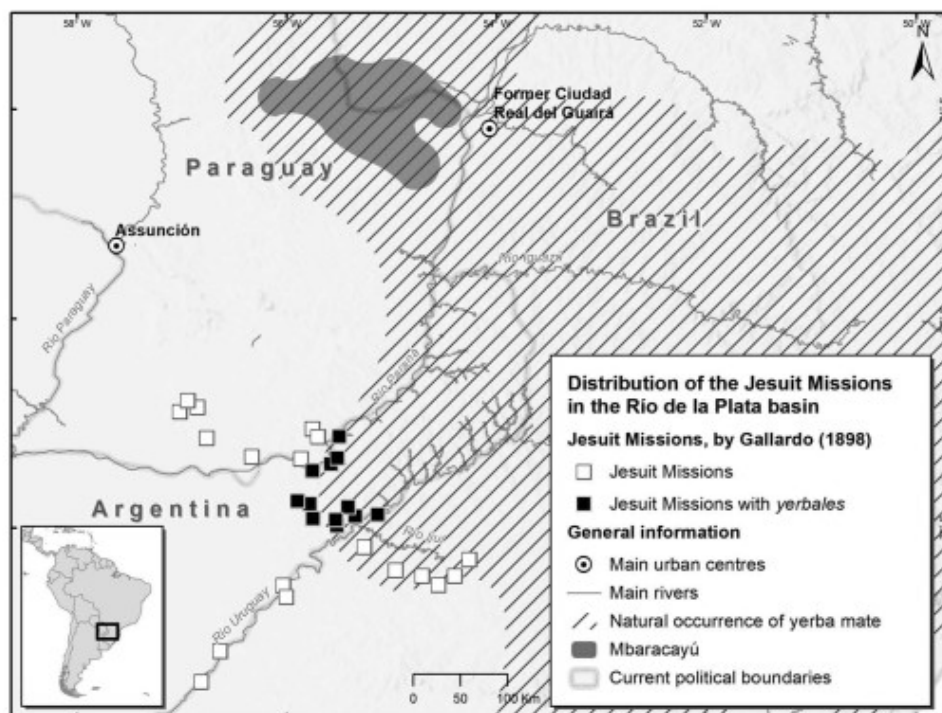 58° W
56° W
54° W
52° W
50° W
N
Former Ciudad
Real del Guairá
Paraguay
Brazil
Assunción
Río Paraguay
Río Paraná
Argentina
Río Uruguay
0 50 100 Km
Distribution of the Jesuit Missions
in the Río de la Plata basin
Jesuit Missions, by Gallardo (1898)
Jesuit Missions
Jesuit Missions with yerbales
General information
Main urban centres
Main rivers
Natural occurrence of yerba mate
Mbaracayú
Current political boundaries